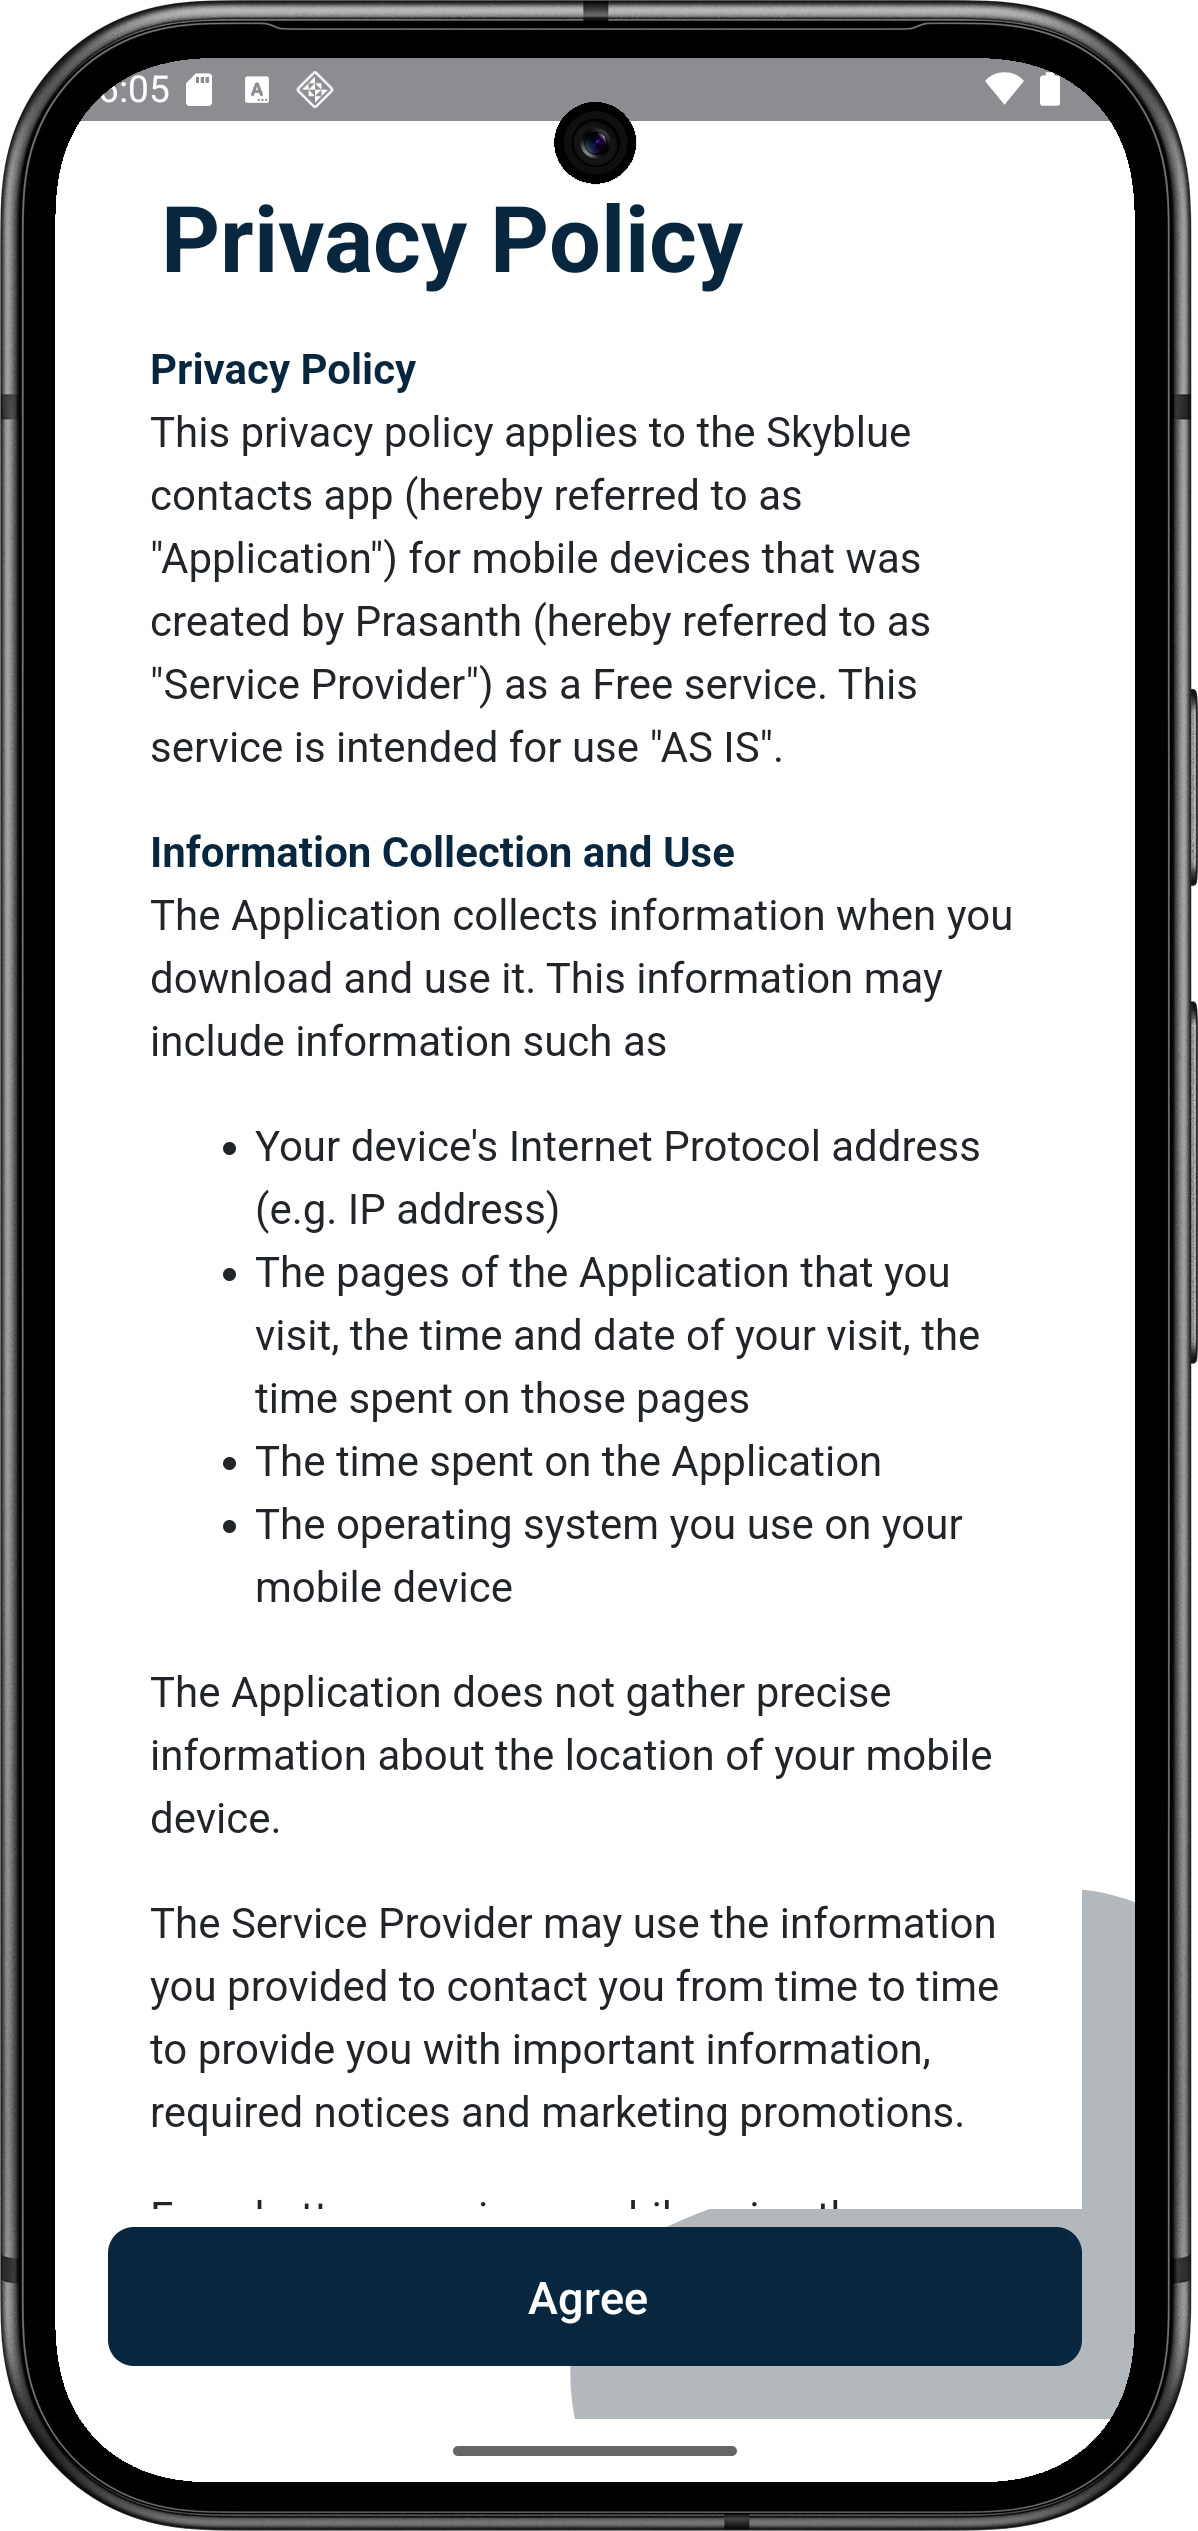 :05
Privacy Policy
Privacy Policy
This privacy policy applies to the Skyblue
contacts app (hereby referred to as
"Application") for mobile devices that was
created by Prasanth (hereby referred to as
"Service Provider") as a Free service. This
service is intended for use "AS IS".
Information Collection and Use
The Application collects information when you
download and use it. This information may
include information such as
• Your device's Internet Protocol address
(e.g. IP address)
• The pages of the Application that you
visit, the time and date of your visit, the
time spent on those pages
• The time spent on the Application
• The operating system you use on your
mobile device
The Application does not gather precise
information about the location of your mobile
device.
The Service Provider may use the information
you provided to contact you from time to time
to provide you with important information,
required notices and marketing promotions.
Agree